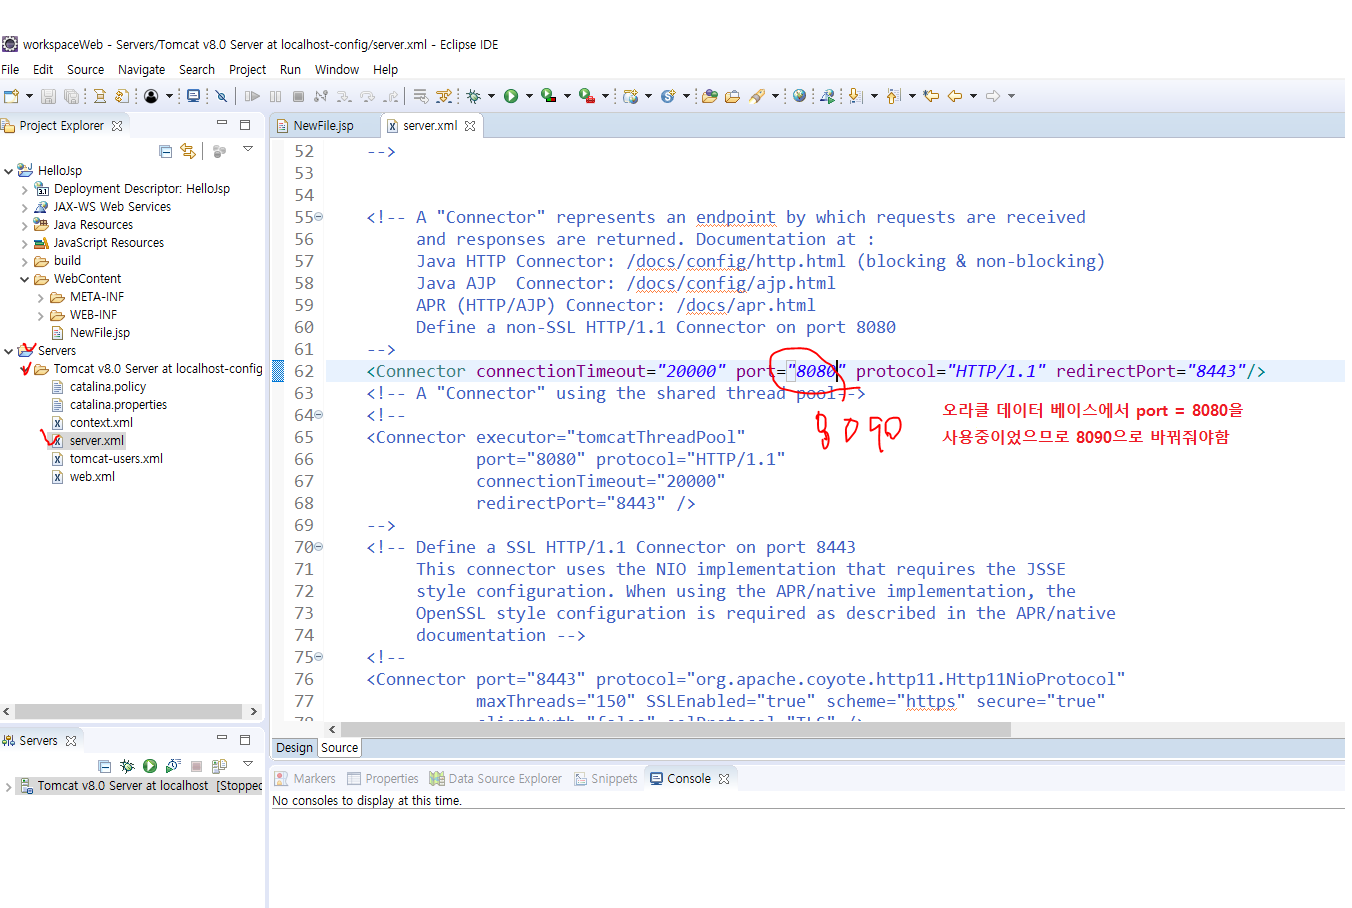 workspaceWeb - Servers/Tomcat v8.0 Server at localhost-config/server.xml - Eclipse IDE
File Edit Source Navigate Search Project Run Window Help
Project Explorer
HelloJsp
3.1 Deployment Descriptor: HelloJsp
JAX-WS Web Services
Java Resources
JavaScript Resources
build
WebContent
META-INF
WEB-INF
NewFile.jsp
Servers
Tomcat v8.0 Server at localhost-config
catalina.policy
catalina.properties
context.xml
server.xml
tomcat-users.xml
web.xml
Servers
Tomcat v8.0 Server at localhost [Stopped
NewFile.jsp server.xml
52 -->
53
54
55 <!-- A "Connector" represents an endpoint by which requests are received
56 and responses are returned. Documentation at :
57 Java HTTP Connector: /docs/config/http.html (blocking & non-blocking)
58 Java AJP  Connector: /docs/config/ajp.html
59 APR (HTTP/AJP) Connector: /docs/apr.html
60 Define a non-SSL HTTP/1.1 Connector on port 8080
61 -->
62 <Connector connectionTimeout="20000" port="8080" protocol="HTTP/1.1" redirectPort="8443"/>
63 <!-- A "Connector" using the shared thread pool-->
64 <!--
65 <Connector executor="tomcatThreadPool"
66 port="8080" protocol="HTTP/1.1"
67 connectionTimeout="20000"
68 redirectPort="8443" />
69 -->
70 <!-- Define a SSL HTTP/1.1 Connector on port 8443
71 This connector uses the NIO implementation that requires the JSSE
72 style configuration. When using the APR/native implementation, the
73 OpenSSL style configuration is required as described in the APR/native
74 documentation -->
75 <!--
76 <Connector port="8443" protocol="org.apache.coyote.http11.Http11NioProtocol"
77 maxThreads="150" SSLEnabled="true" scheme="https" secure="true"
78 clientAuth="false" sslProtocol="TLS" />
8090
오라클 데이터 베이스에서 port = 8080을
사용중이었으므로 8090으로 바꿔줘야함
Design Source
Markers Properties Data Source Explorer Snippets Console
No consoles to display at this time.